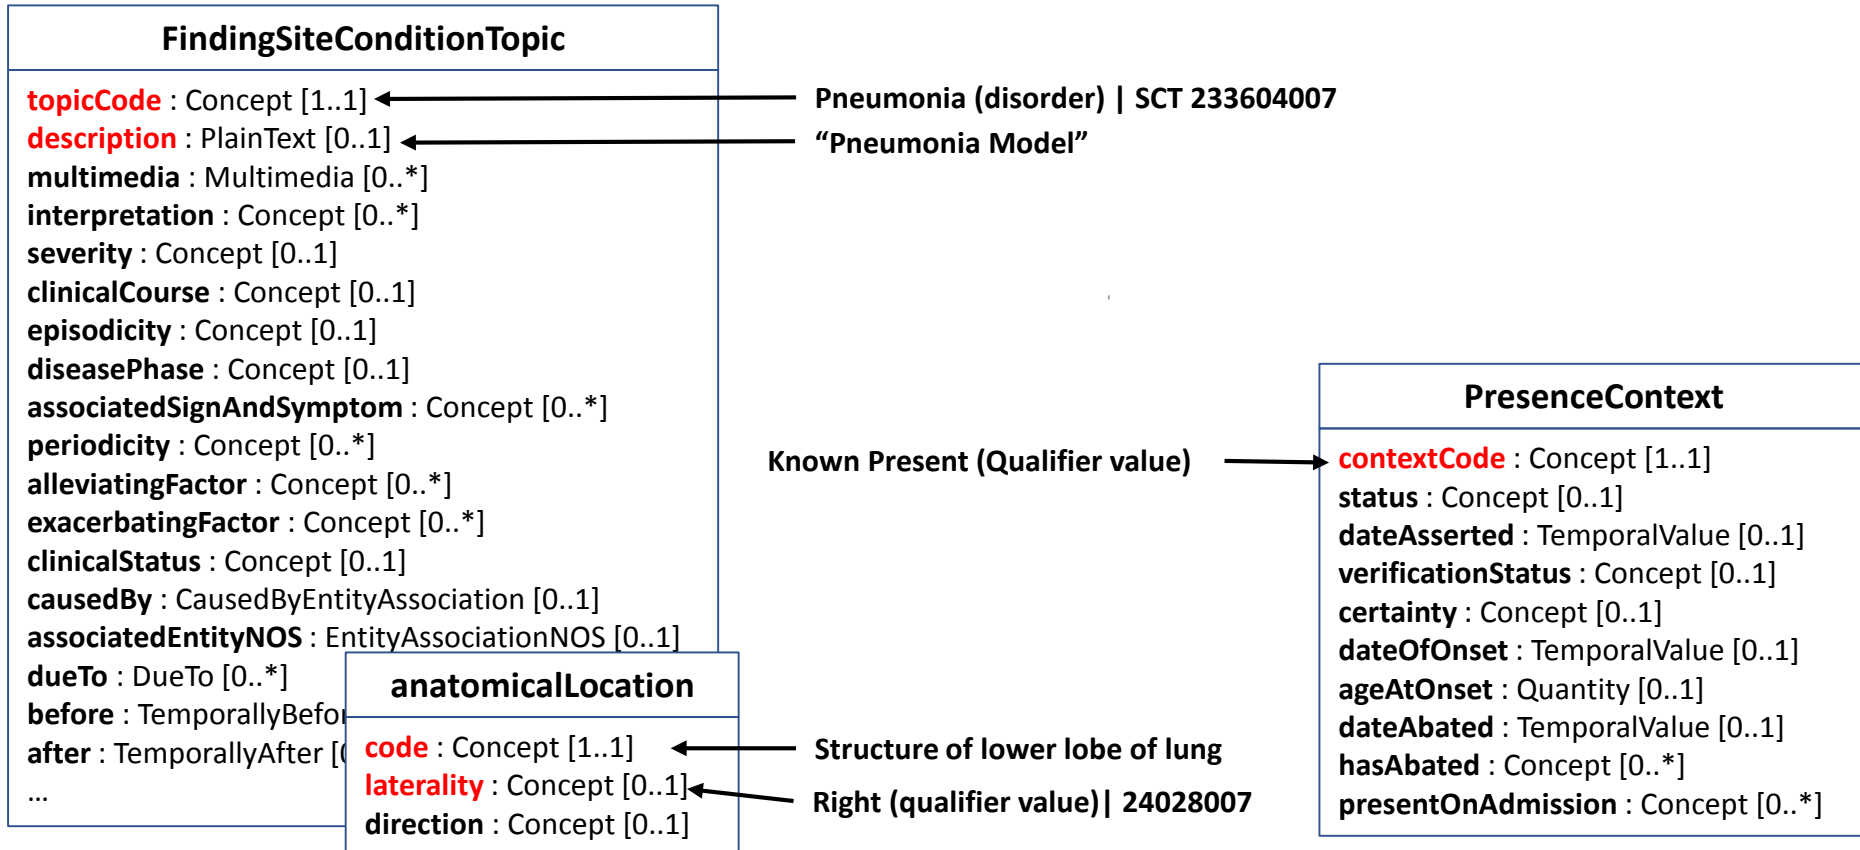 FindingSiteConditionTopic
topicCode : Concept [1..1]
description : PlainText [0..1]
multimedia : Multimedia [0..*]
interpretation : Concept [0..*]
severity : Concept [0..1]
clinicalCourse : Concept [0..1]
episodicity : Concept [0..1]
diseasePhase : Concept [0..1]
associatedSignAndSymptom : Concept [0..*]
periodicity : Concept [0..*]
alleviatingFactor : Concept [0..*]
exacerbatingFactor : Concept [0..*]
clinicalStatus : Concept [0..1]
causedBy : CausedByEntityAssociation [0..1]
associatedEntityNOS : EntityAssociationNOS [0..1]
dueTo : DueTo [0..*]
before : TemporallyBefor
after : TemporallyAfter [0
...
anatomicalLocation
code : Concept [1..1]
laterality : Concept [0..1]
direction : Concept [0..1]
Pneumonia (disorder) | SCT 233604007
“Pneumonia Model”
Known Present (Qualifier value)
Structure of lower lobe of lung
Right (qualifier value)| 24028007
PresenceContext
contextCode : Concept [1..1]
status : Concept [0..1]
dateAsserted : TemporalValue [0..1]
verificationStatus : Concept [0..1]
certainty : Concept [0..1]
dateOfOnset : TemporalValue [0..1]
ageAtOnset : Quantity [0..1]
dateAbated : TemporalValue [0..1]
hasAbated : Concept [0..*]
presentOnAdmission : Concept [0..*]